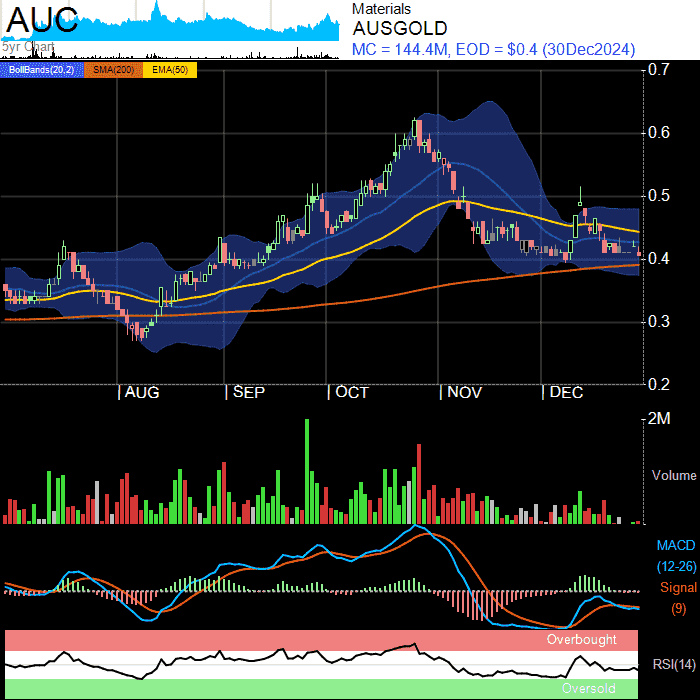 AUC
5yr Chart
Materials
AUSGOLD
MC = 144.4M, EOD = $0.4 (30Dec2024)
BollBands(20,2) SMA(200) EMA(50)
0.7
0.6
0.5
0.4
0.3
0.2
AUG SEP OCT NOV DEC
2M
Volume
MACD
(12-26)
Signal
(9)
Overbought
RSI(14)
Oversold